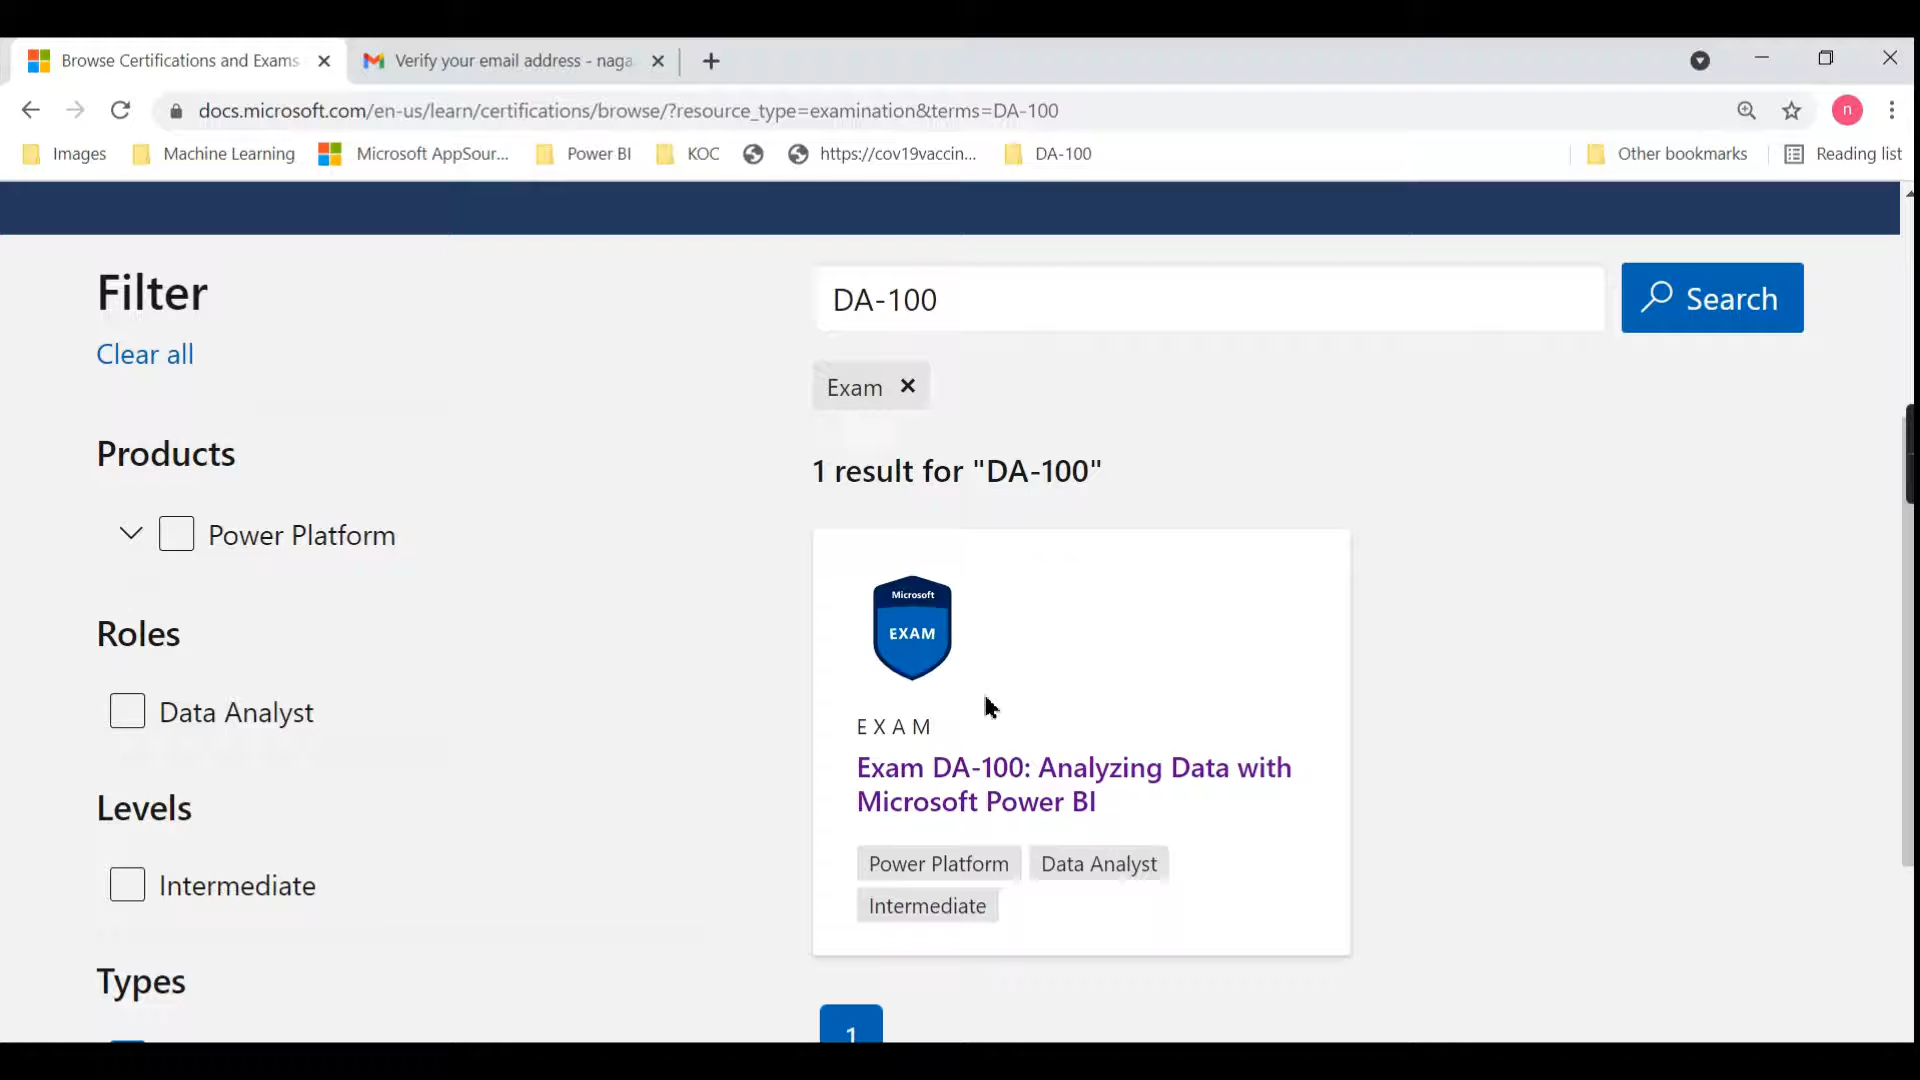 Browse Certifications and Exams
Verify your email address - naga
docs.microsoft.com/en-us/learn/certifications/browse/?resource_type=examination&terms=DA-100
n
Images
Machine Learning
Microsoft AppSour...
Power BI
KOC
https://cov19vaccin...
DA-100
Other bookmarks
Reading list
Filter
Clear all
Products
Power Platform
Roles
Data Analyst
Levels
Intermediate
Types
DA-100
Search
Exam
1 result for "DA-100"
Microsoft
EXAM
EXAM
Exam DA-100: Analyzing Data with
Microsoft Power BI
Power Platform
Data Analyst
Intermediate
1